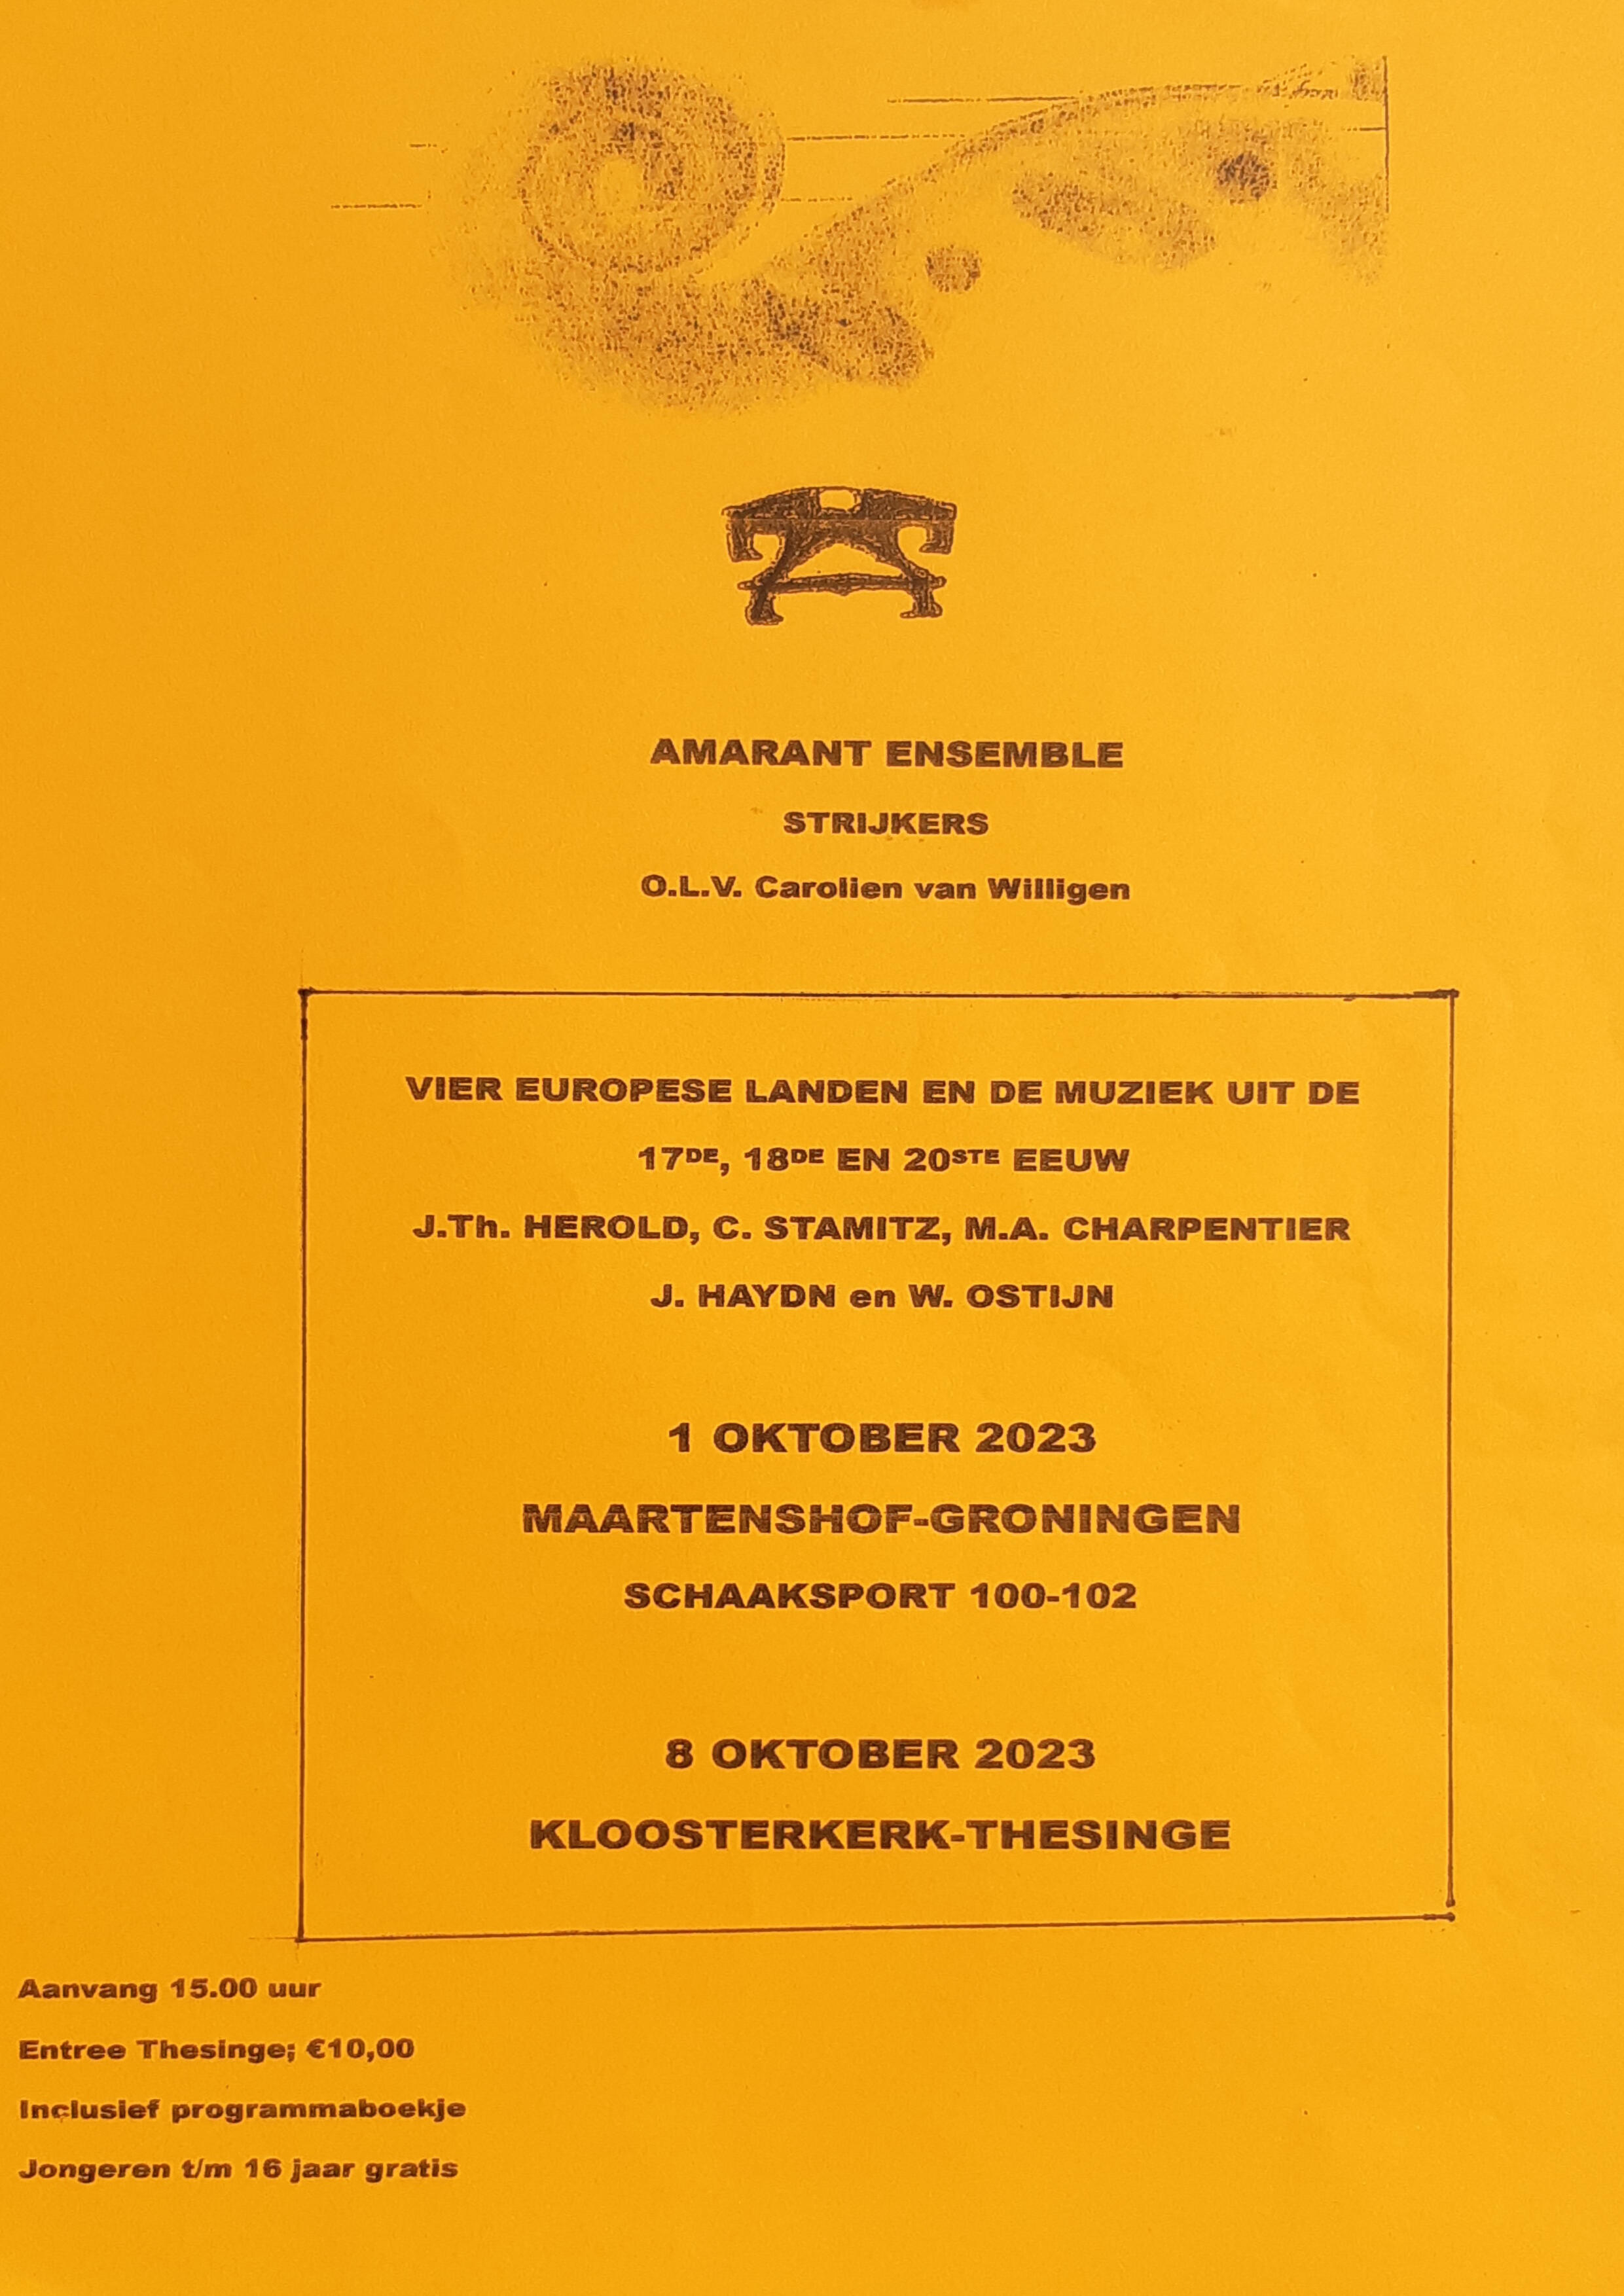 AMARANT ENSEMBLE
STRIJKERS
O.L.V. Carolien van Willigen
VIER EUROPESE LANDEN EN DE MUZIEK UIT DE
17DE, 18DE EN 20STE EEUW
J.Th. HEROLD, C. STAMITZ, M.A. CHARPENTIER
J. HAYDN en W. OSTIJN
1 OKTOBER 2023
MAARTENSHOF-GRONINGEN
SCHAAKSPORT 100-102
8 OKTOBER 2023
KLOOSTERKERK-THESINGE
Aanvang 15.00 uur
Entree Thesinge; €10,00
Inclusief programmaboekje
Jongeren t/m 16 jaar gratis